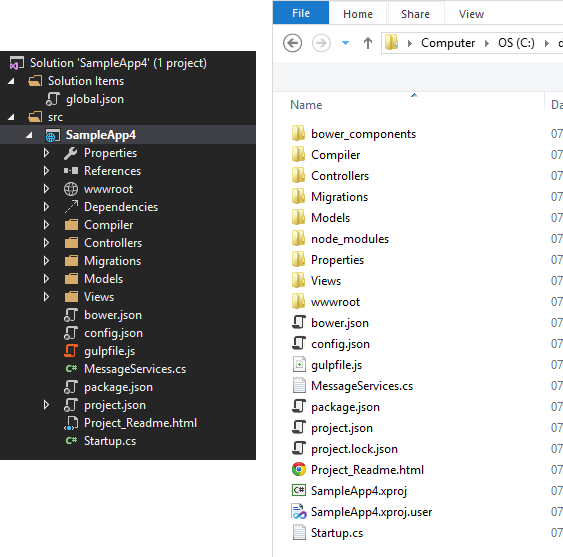 Solution 'SampleApp4' (1 project)
Solution Items
global.json
src
SampleApp4
Properties
References
wwwroot
Dependencies
Compiler
Controllers
Migrations
Models
Views
bower.json
config.json
gulpfile.js
C# MessageServices.cs
package.json
project.json
Project_Readme.html
C# Startup.cs
File Home Share View
Computer OS (C:)
Name
bower_components 07
Compiler 07
Controllers 07
Migrations 07
Models 07
node_modules 07
Properties 07
Views 07
wwwroot 07
bower.json 07
config.json 07
gulpfile.js 07
MessageServices.cs 07
package.json 07
project.json 07
project.lock.json 07
Project_Readme.html 07
C# SampleApp4.xproj 07
SampleApp4.xproj.user 07
Startup.cs 07